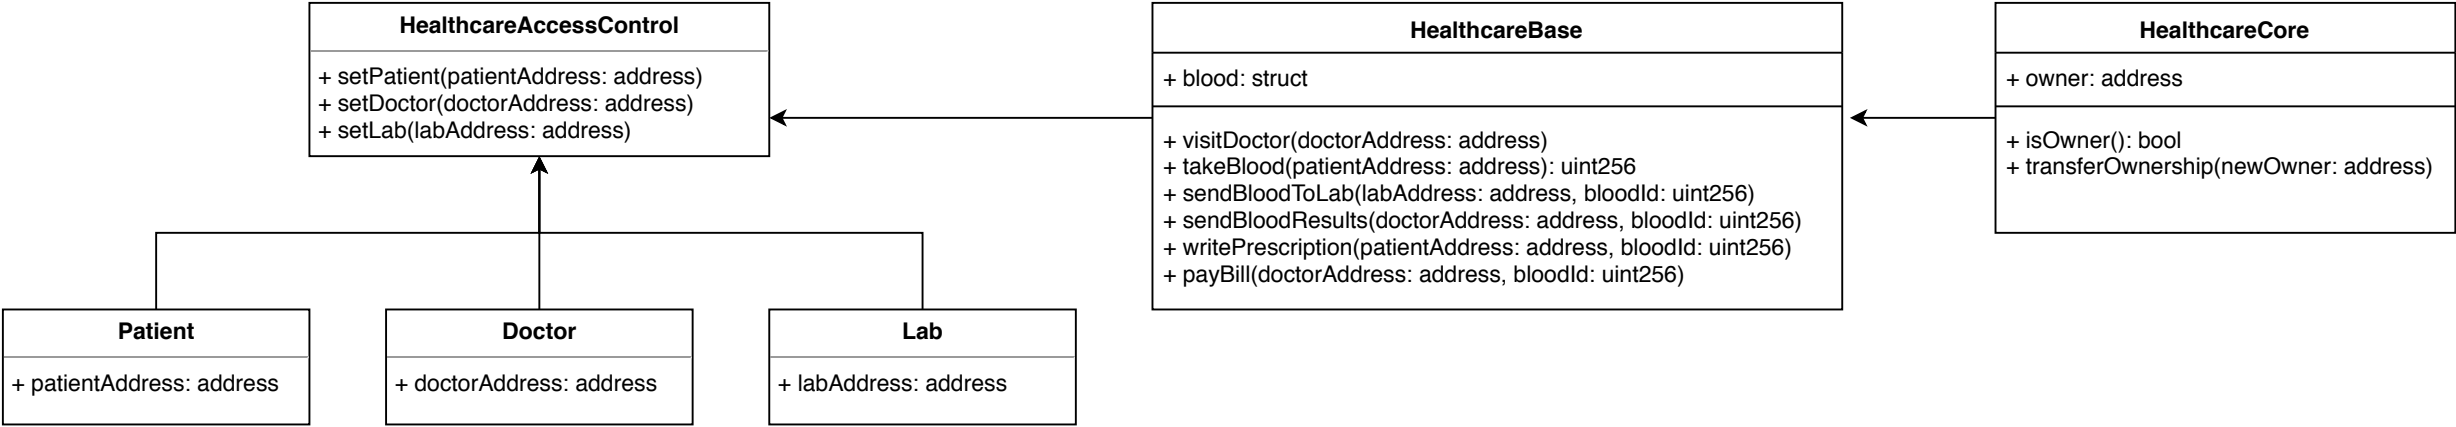 HealthcareAccessControl
+ setPatient(patientAddress: address)
+ setDoctor(doctorAddress: address)
+ setLab(labAddress: address)
HealthcareBase
+ blood: struct
+ visitDoctor(doctorAddress: address)
+ takeBlood(patientAddress: address): uint256
+ sendBloodToLab(labAddress: address, bloodId: uint256)
+ sendBloodResults(doctorAddress: address, bloodId: uint256)
+ writePrescription(patientAddress: address, bloodId: uint256)
+ payBill(doctorAddress: address, bloodId: uint256)
HealthcareCore
+ owner: address
+ isOwner(): bool
+ transferOwnership(newOwner: address)
Patient
+ patientAddress: address
Doctor
+ doctorAddress: address
Lab
+ labAddress: address